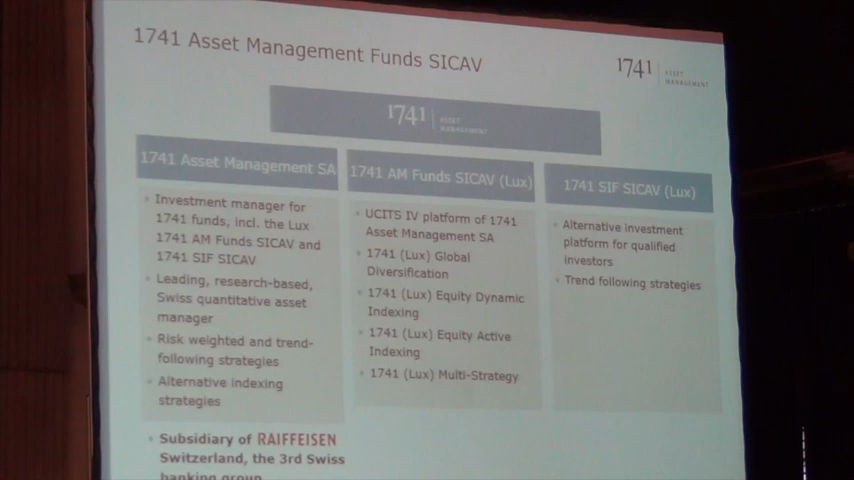 1741 Asset Management Funds SICAV
1741 ASSET
MANAGEMENT
1741 ASSET
MANAGEMENT
1741 Asset Management SA
Investment manager for
1741 funds, incl. the Lux
1741 AM Funds SICAV and
1741 SIF SICAV
Leading, research-based,
Swiss quantitative asset
manager
Risk weighted and trend-
following strategies
Alternative indexing
strategies
Subsidiary of RAIFFEISEN
Switzerland, the 3rd Swiss
banking group
1741 AM Funds SICAV (Lux)
UCITS IV platform of 1741
Asset Management SA
1741 (Lux) Global
Diversification
1741 (Lux) Equity Dynamic
Indexing
1741 (Lux) Equity Active
Indexing
1741 (Lux) Multi-Strategy
1741 SIF SICAV (Lux)
Alternative investment
platform for qualified
investors
Trend following strategies